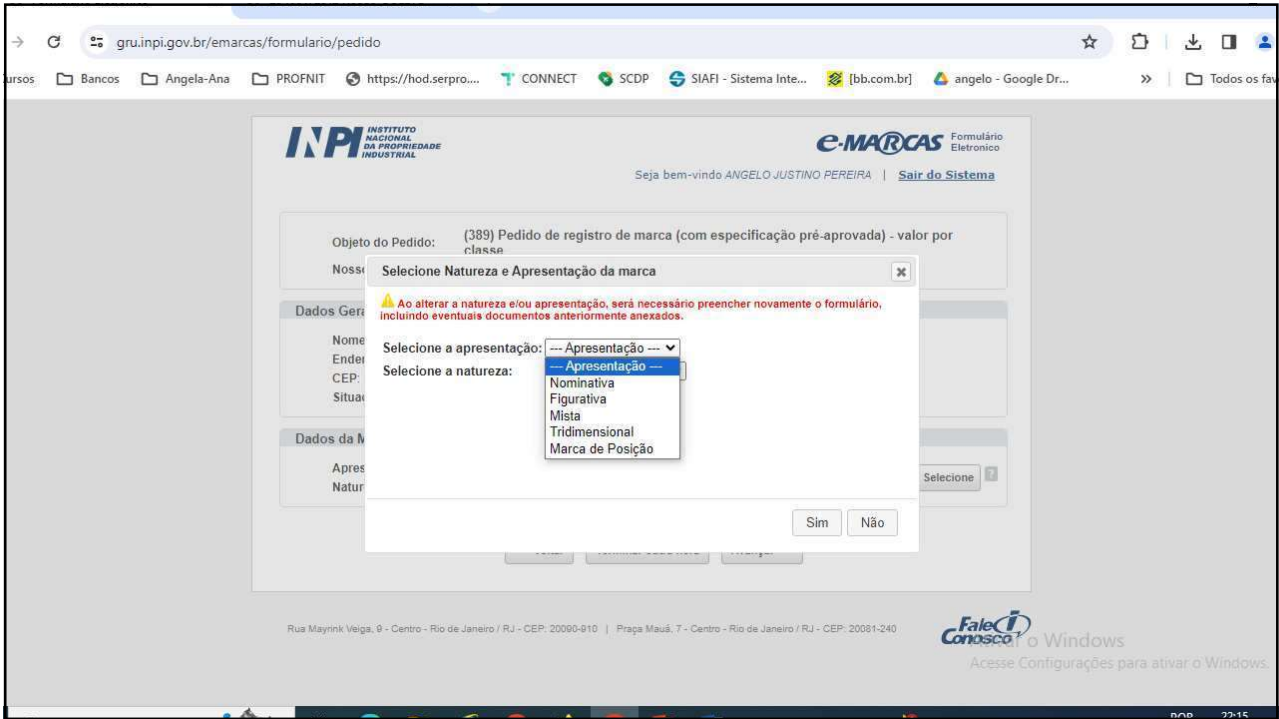 gru.inpi.gov.br/emarcas/formulario/pedido
Bancos Angela-Ana PROFNIT https://hod.serpro.... CONNECT SCDP SIAFI - Sistema Inte... [bb.com.br] angelo - Google Dr... » Todos os fav
INPI INSTITUTO NACIONAL DA PROPRIEDADE INDUSTRIAL
e-MARCAS Formulário Eletronico
Seja bem-vindo ANGELO JUSTINO PEREIRA | Sair do Sistema
Objeto do Pedido: (389) Pedido de registro de marca (com especificação pré-aprovada) - valor por
classe
Nosso
Selecione Natureza e Apresentação da marca
Ao alterar a natureza e/ou apresentação, será necessário preencher novamente o formulário,
incluindo eventuais documentos anteriormente anexados.
Dados Gera
Nome
Ender
CEP:
Situa
Selecione a apresentação: --- Apresentação ---
Selecione a natureza:
--- Apresentação ---
Nominativa
Figurativa
Mista
Tridimensional
Marca de Posição
Dados da M
Apres
Natur
Selecione ?
Sim Não
Rua Mayrink Veiga, 9 - Centro - Rio de Janeiro / RJ - CEP: 20090-910 | Praça Mauá, 7 - Centro - Rio de Janeiro / RJ - CEP: 20081-240
Fale Conosco
o Windows
Acesse Configurações para ativar o Windows.
POR 22:15